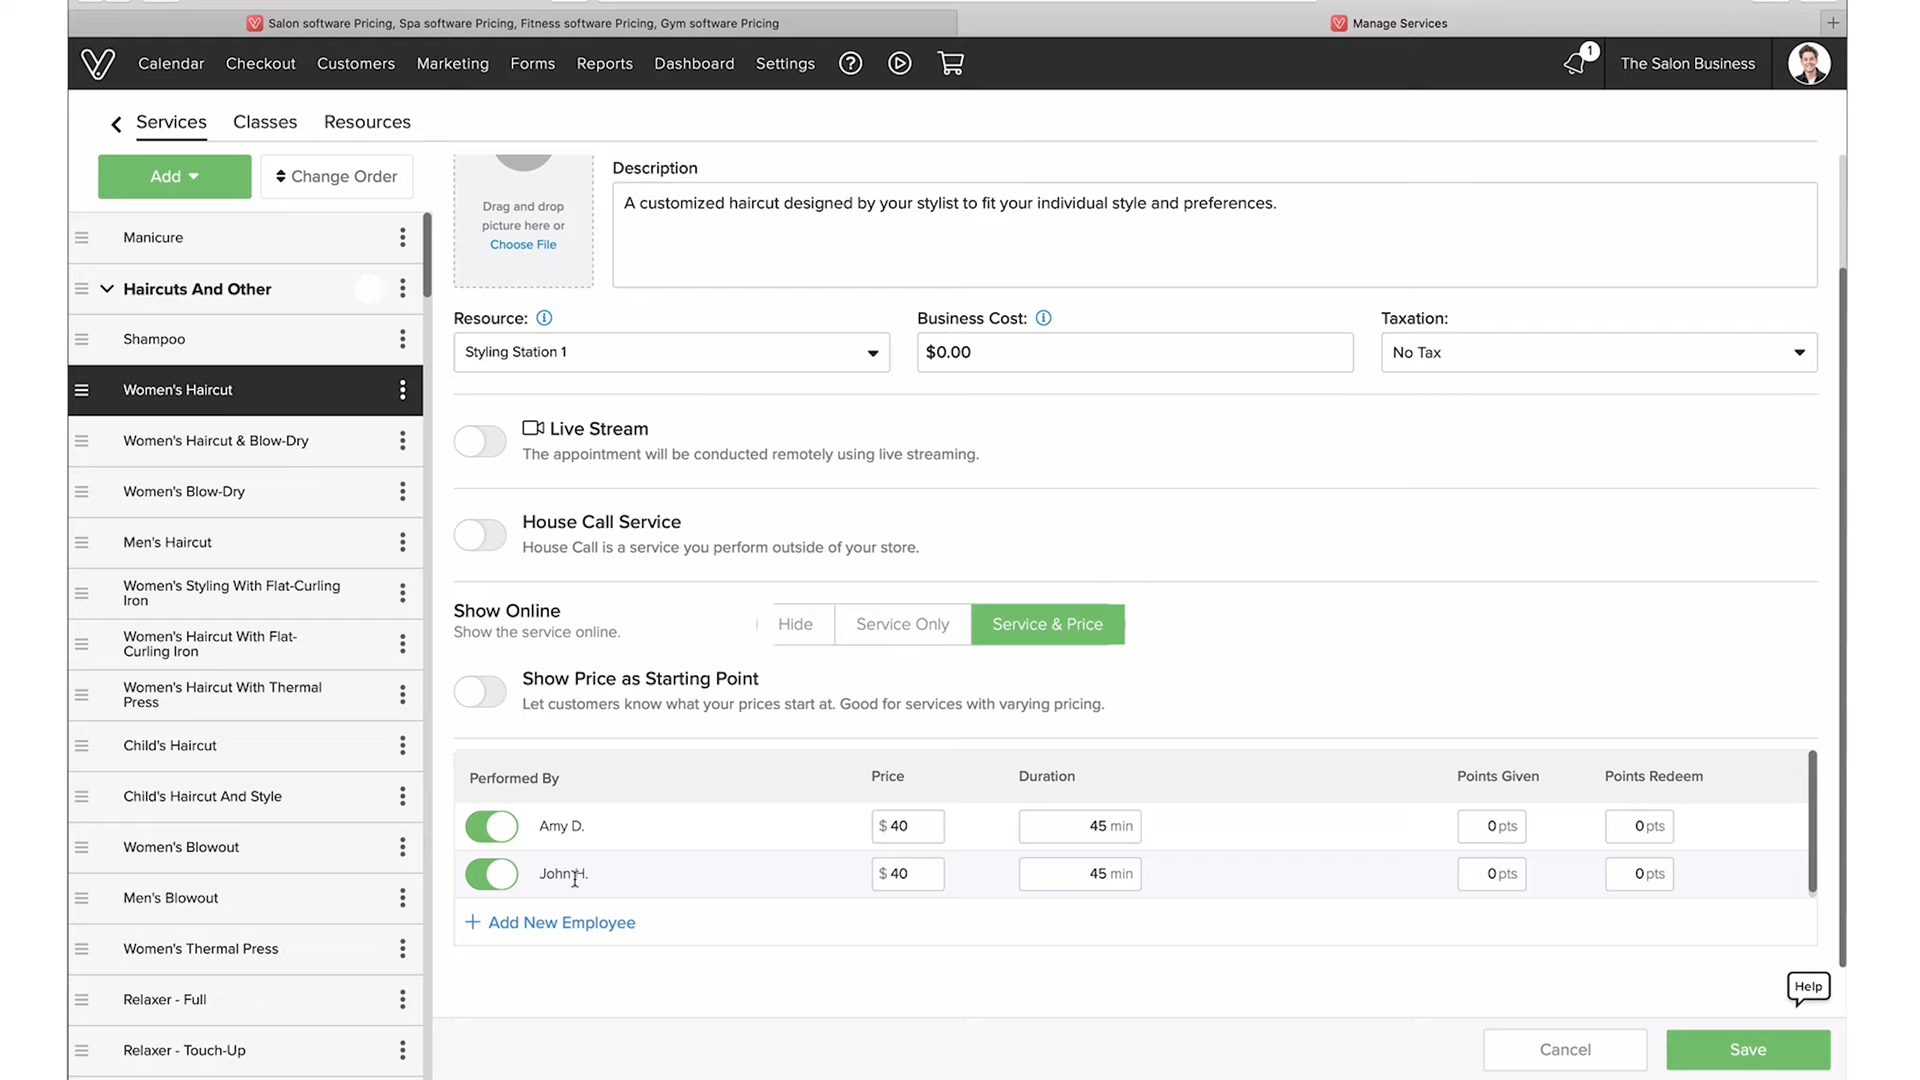 Salon software Pricing, Spa software Pricing, Fitness software Pricing, Gym software Pricing
Manage Services
Calendar
Checkout
Customers
Marketing
Forms
Reports
Dashboard
Settings
1
The Salon Business
Services
Classes
Resources
Add
Change Order
Manicure
Haircuts And Other
Shampoo
Women's Haircut
Women's Haircut & Blow-Dry
Women's Blow-Dry
Men's Haircut
Women's Styling With Flat-Curling
Iron
Women's Haircut With Flat-
Curling Iron
Women's Haircut With Thermal
Press
Child's Haircut
Child's Haircut And Style
Women's Blowout
Men's Blowout
Women's Thermal Press
Relaxer - Full
Relaxer - Touch-Up
Drag and drop
picture here or
Choose File
Description
A customized haircut designed by your stylist to fit your individual style and preferences.
Resource:
Styling Station 1
Business Cost:
$0.00
Taxation:
No Tax
Live Stream
The appointment will be conducted remotely using live streaming.
House Call Service
House Call is a service you perform outside of your store.
Show Online
Show the service online.
Hide
Service Only
Service & Price
Show Price as Starting Point
Let customers know what your prices start at. Good for services with varying pricing.
Performed By
Price
Duration
Points Given
Points Redeem
Amy D.
$ 40
45 min
0 pts
0 pts
John H.
$ 40
45 min
0 pts
0 pts
+ Add New Employee
Help
Cancel
Save